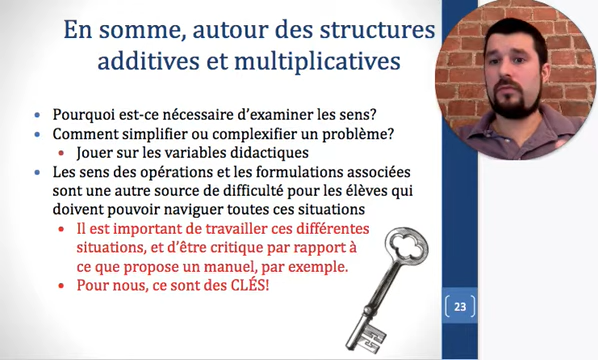 En somme, autour des structures
additives et multiplicatives
• Pourquoi est-ce nécessaire d'examiner les sens?
• Comment simplifier ou complexifier un problème?
• Jouer sur les variables didactiques
• Les sens des opérations et les formulations associées
sont une autre source de difficulté pour les élèves qui
doivent pouvoir naviguer toutes ces situations
• Il est important de travailler ces différentes
situations, et d'être critique par rapport à
ce que propose un manuel, par exemple.
• Pour nous, ce sont des CLÉS!
23